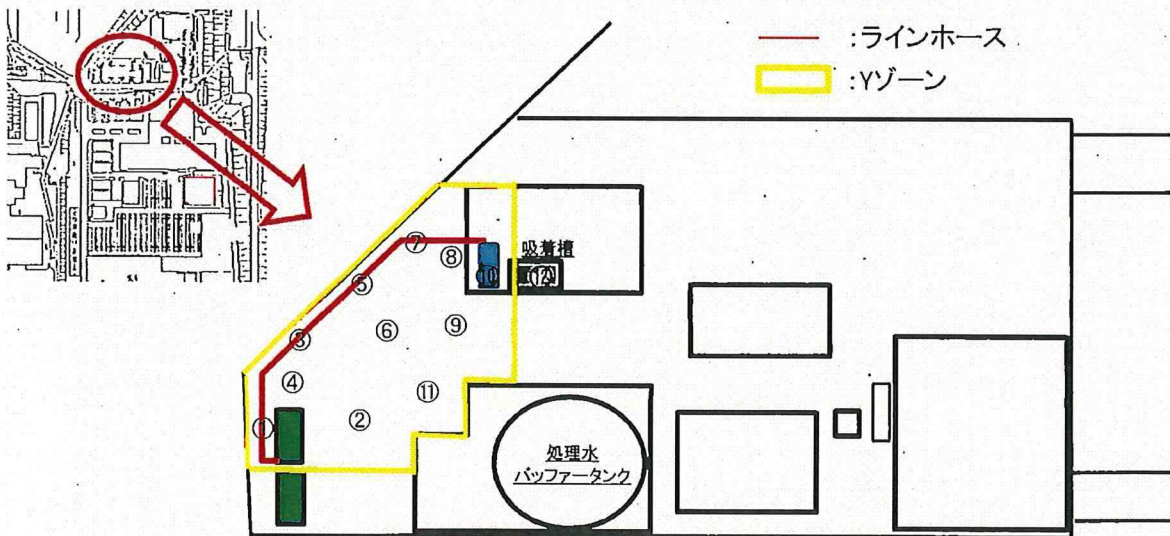 :ラインホース
:Yゾーン
⑦
⑧
吸着槽
⑩
⑫
⑤
⑥
⑨
③
④
⑪
①
②
処理水
バッファータンク